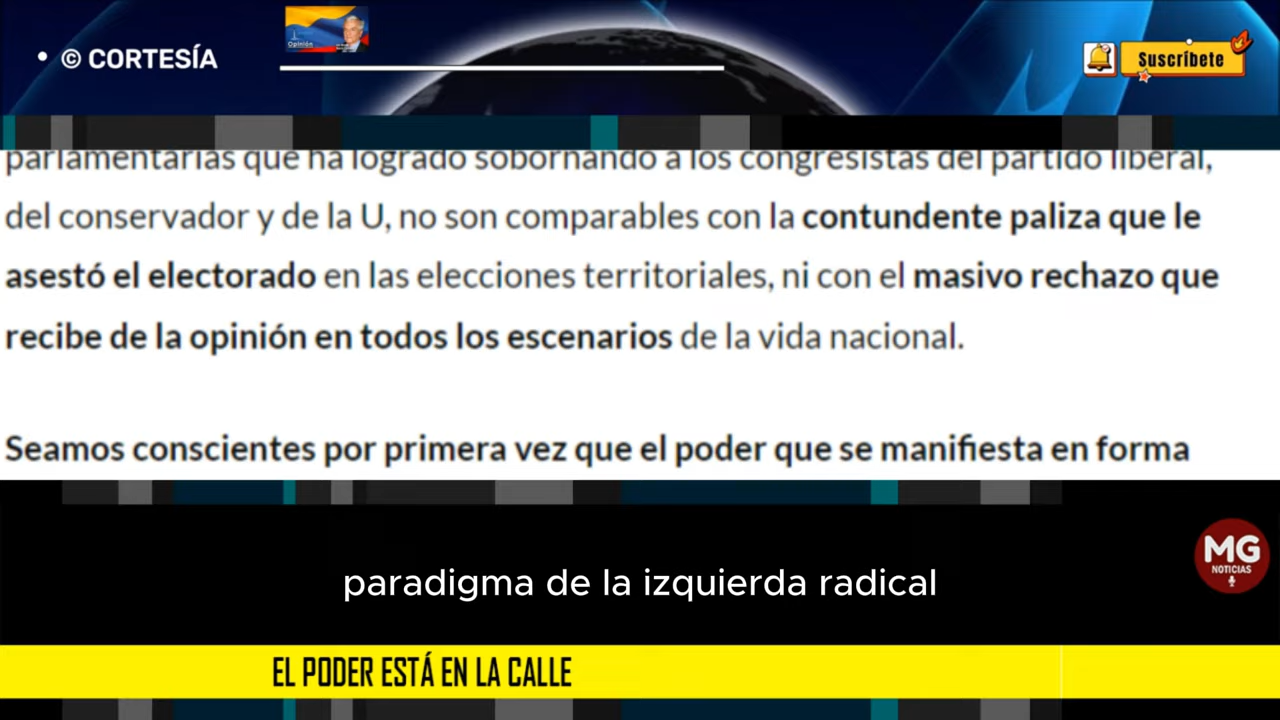 • © CORTESÍA
Opinión
Suscríbete
parlamentarias que ha logrado sobornando a los congresistas del partido liberal,
del conservador y de la U, no son comparables con la contundente paliza que le
asestó el electorado en las elecciones territoriales, ni con el masivo rechazo que
recibe de la opinión en todos los escenarios de la vida nacional.
Seamos conscientes por primera vez que el poder que se manifiesta en forma
MG
NOTICIAS
paradigma de la izquierda radical
EL PODER ESTÁ EN LA CALLE